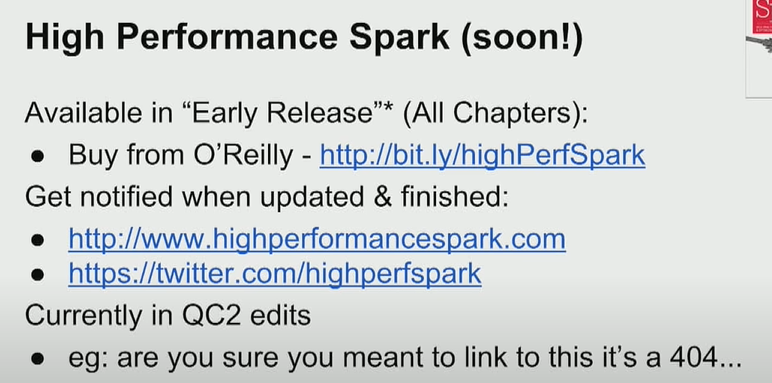 High Performance Spark (soon!)
Available in “Early Release”* (All Chapters):
● Buy from O’Reilly - http://bit.ly/highPerfSpark
Get notified when updated & finished:
● http://www.highperformancespark.com
● https://twitter.com/highperfspark
Currently in QC2 edits
● eg: are you sure you meant to link to this it’s a 404...